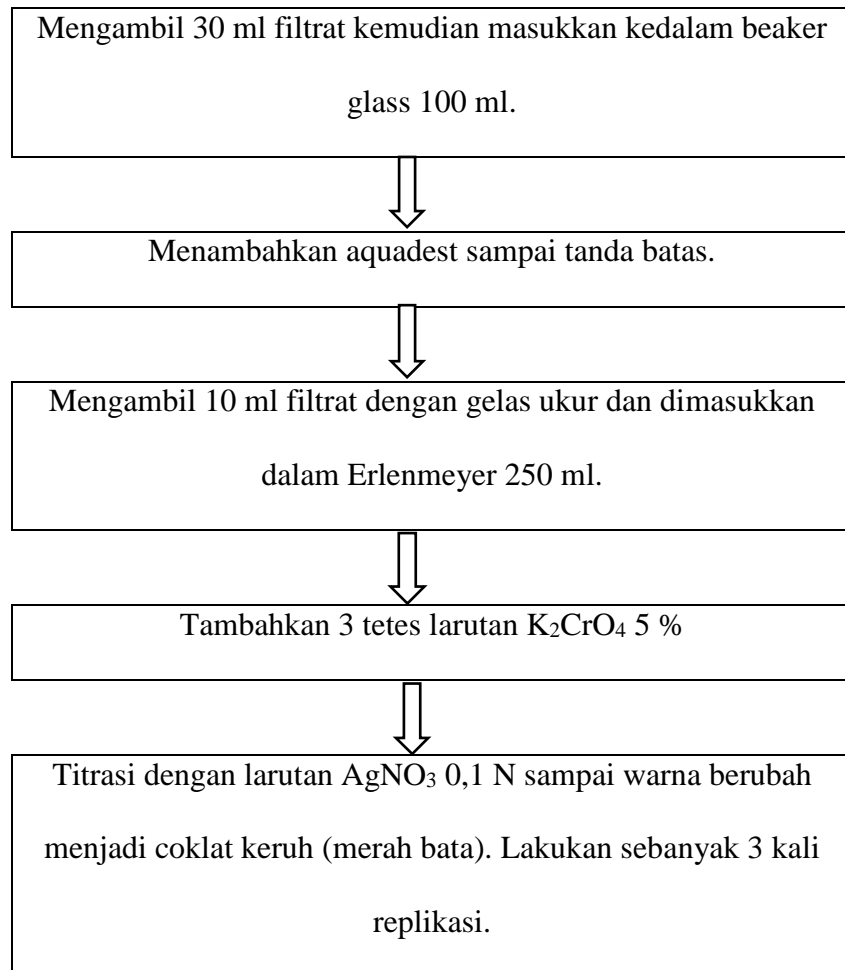 Mengambil 30 ml filtrat kemudian masukkan kedalam beaker
glass 100 ml.
Menambahkan aquadest sampai tanda batas.
Mengambil 10 ml filtrat dengan gelas ukur dan dimasukkan
dalam Erlenmeyer 250 ml.
Tambahkan 3 tetes larutan K₂CrO₄ 5 %
Titrasi dengan larutan AgNO₃ 0,1 N sampai warna berubah
menjadi coklat keruh (merah bata). Lakukan sebanyak 3 kali
replikasi.